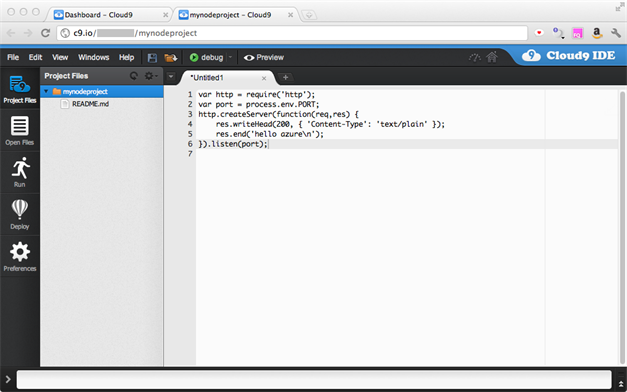 Dashboard - Cloud9
mynodeproject - Cloud9
c9.io/ /mynodeproject
File Edit View Windows Help debug Preview
Cloud9 IDE
Project Files
*Untitled1
mynodeproject
README.md
Project Files
Open Files
Run
Deploy
Preferences
1 var http = require('http');
2 var port = process.env.PORT;
3 http.createServer(function(req,res) {
4 res.writeHead(200, { 'Content-Type': 'text/plain' });
5 res.end('hello azure\n');
6 }).listen(port);
7